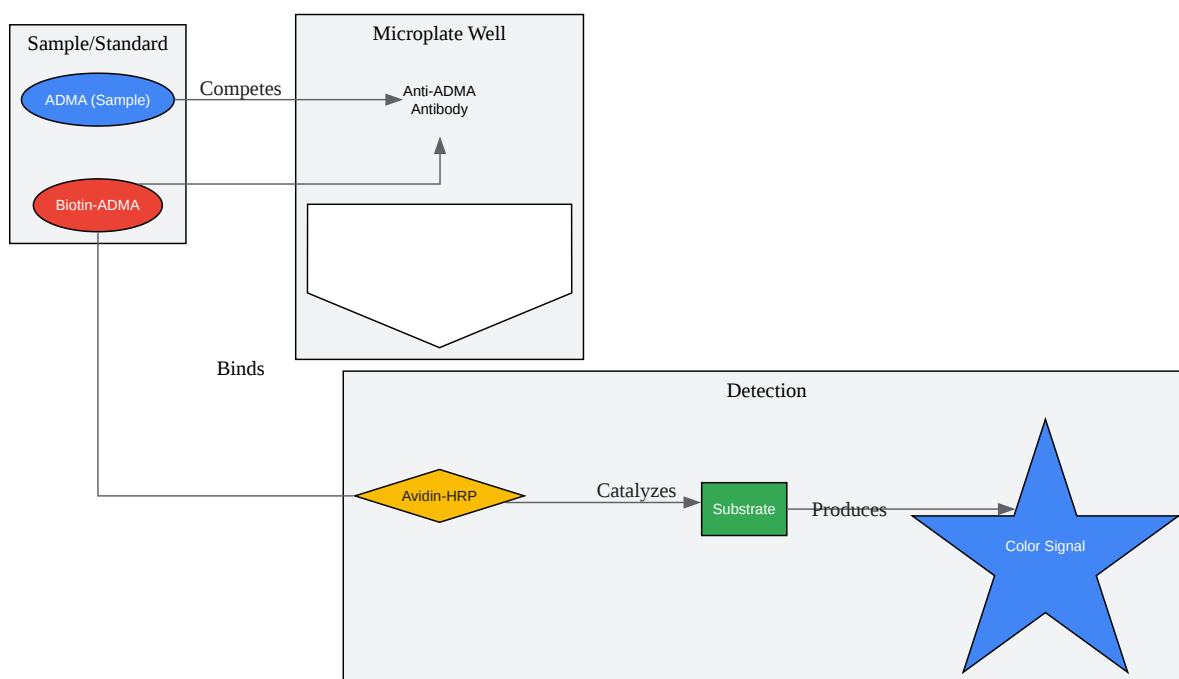 Sample/Standard
Microplate Well
ADMA (Sample)
Competes
Anti-ADMA
Antibody
Biotin-ADMA
Binds
Detection
Avidin-HRP
Catalyzes
Substrate
Produces
Color Signal